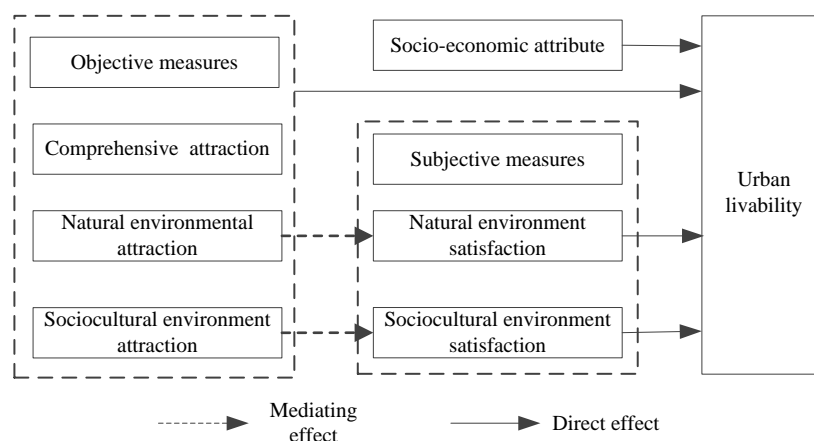 Objective measures
Comprehensive attraction
Natural environmental
attraction
Sociocultural environment
attraction
Socio-economic attribute
Subjective measures
Natural environment
satisfaction
Sociocultural environment
satisfaction
Urban
livability
Mediating
effect
Direct effect